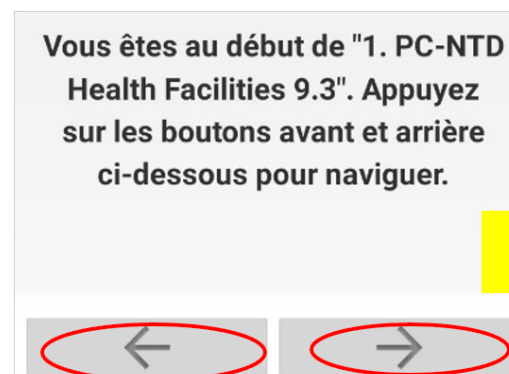 Vous êtes au début de "1. PC-NTD
Health Facilities 9.3". Appuyez
sur les boutons avant et arrière
ci-dessous pour naviguer.